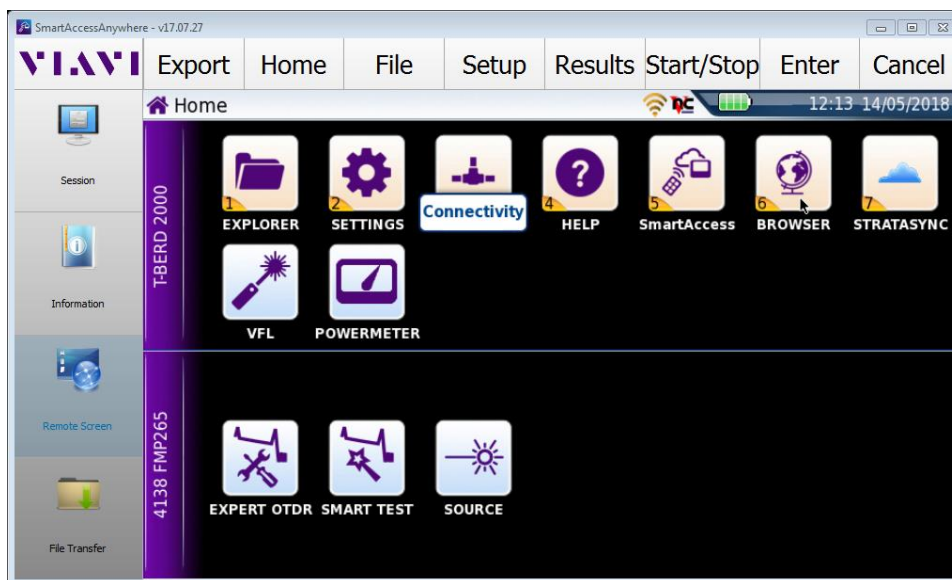 SmartAccessAnywhere - v17.07.27
VIAVI
Export Home File Setup Results Start/Stop Enter Cancel
Home
12:13 14/05/2018
Session
Information
Remote Screen
File Transfer
T-BERD 2000
1
EXPLORER
2
SETTINGS
Connectivity
4
HELP
5
SmartAccess
6
BROWSER
7
STRATASYNC
VFL
POWERMETER
4138 FMP265
EXPERT OTDR
SMART TEST
SOURCE